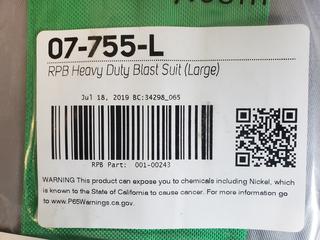 07-755-L
RPB Heavy Duty Blast Suit (Large)
Jul 18, 2019 BC:34298_065
RPB Part: 001-00243
WARNING This product can expose you to chemicals including Nickel, which
is known to the State of California to cause cancer. For more information go
to www.P65Warnings.ca.gov.